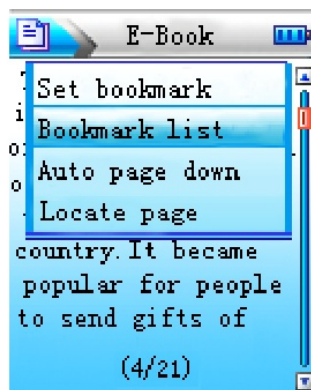 E-Book
Set bookmark
Bookmark list
Auto page down
Locate page
country.It became
popular for people
to send gifts of
(4/21)